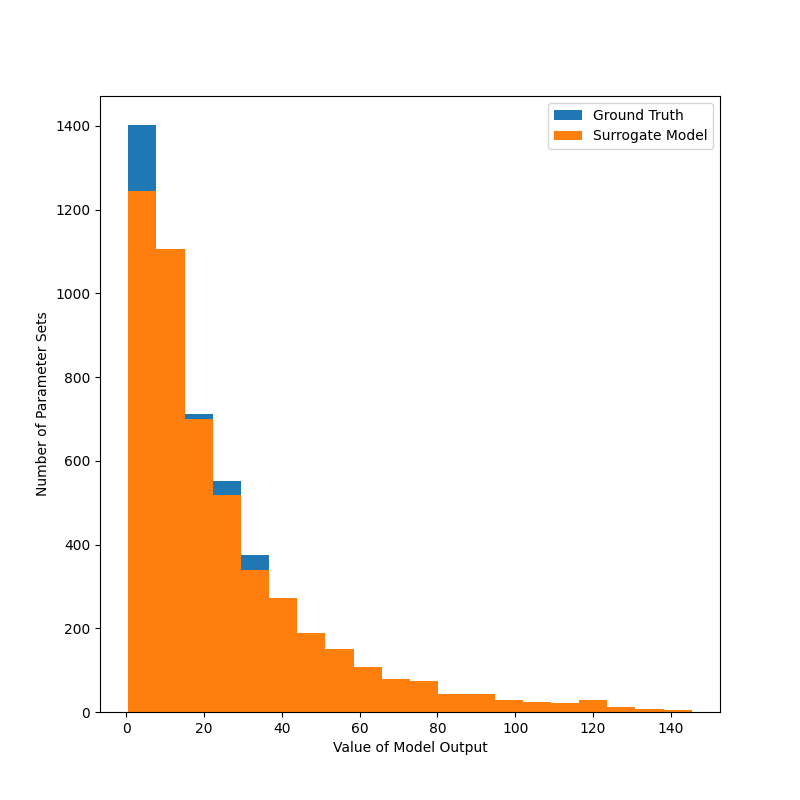 Ground Truth
Surrogate Model
1400
1200
1000
800
600
400
200
0
Number of Parameter Sets
0 20 40 60 80 100 120 140
Value of Model Output